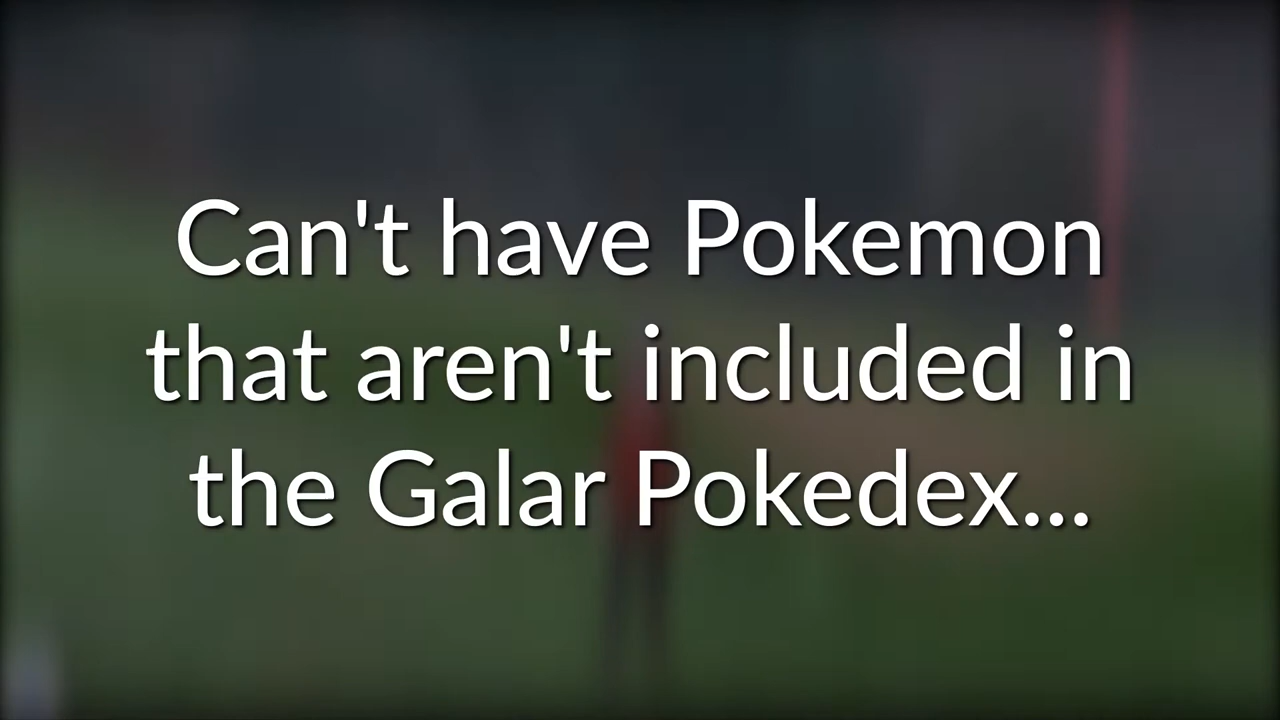 Can't have Pokemon
that aren't included in
the Galar Pokedex...